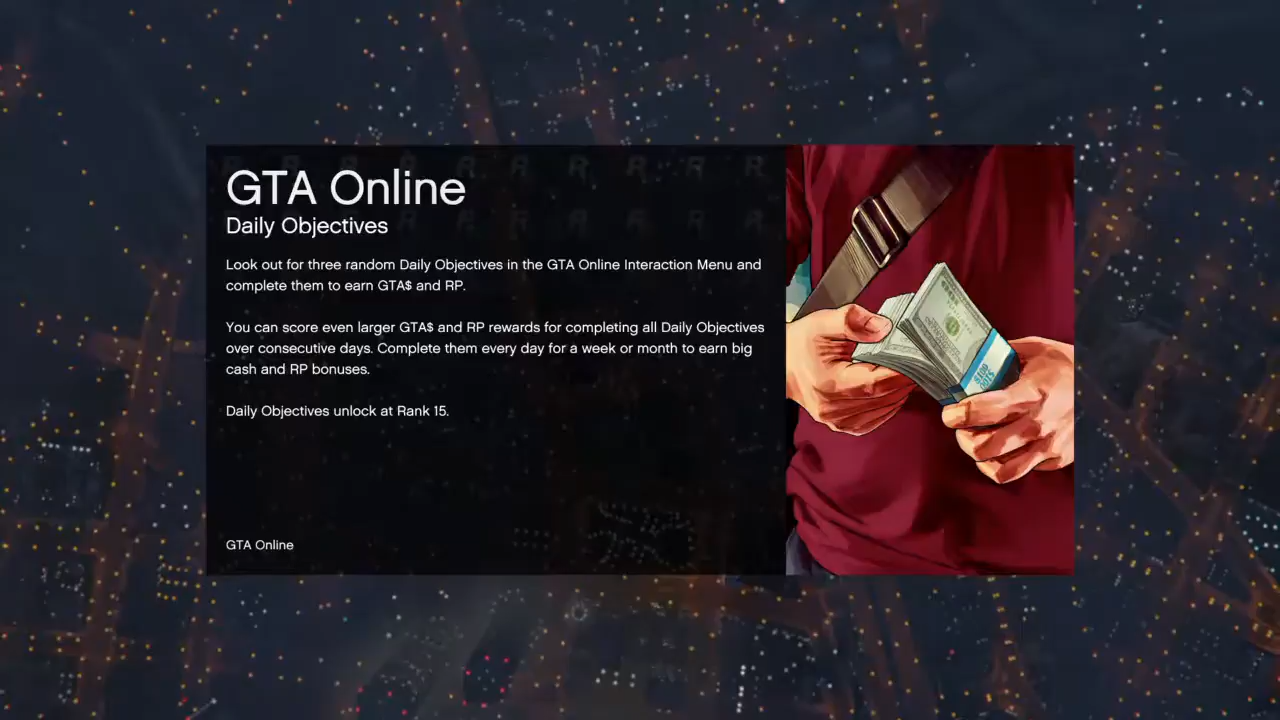 GTA Online
Daily Objectives
Look out for three random Daily Objectives in the GTA Online Interaction Menu and
complete them to earn GTA$ and RP.
You can score even larger GTA$ and RP rewards for completing all Daily Objectives
over consecutive days. Complete them every day for a week or month to earn big
cash and RP bonuses.
Daily Objectives unlock at Rank 15.
GTA Online